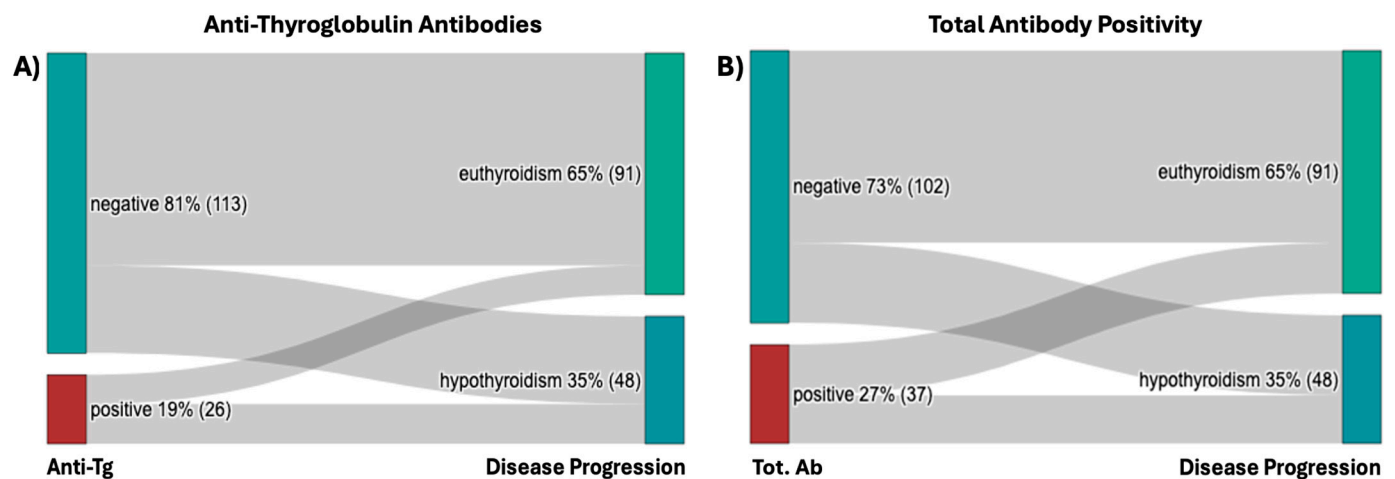 Anti-Thyroglobulin Antibodies
A)
euthyroidism 65% (91)
negative 81% (113)
hypothyroidism 35% (48)
positive 19% (26)
Anti-Tg
Disease Progression
Total Antibody Positivity
B)
euthyroidism 65% (91)
negative 73% (102)
hypothyroidism 35% (48)
positive 27% (37)
Tot. Ab
Disease Progression